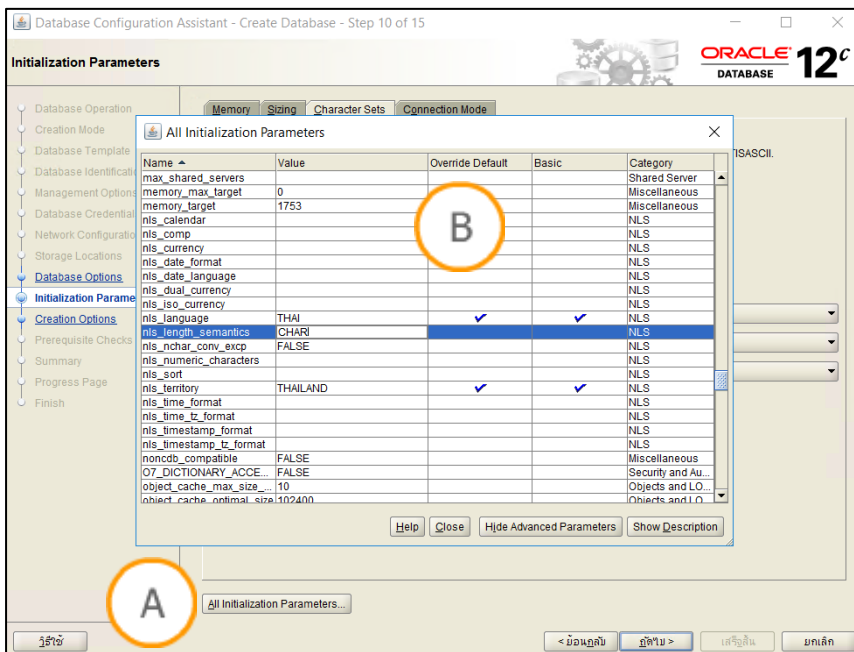 Database Configuration Assistant - Create Database - Step 10 of 15
Initialization Parameters
ORACLE
DATABASE
12c
Database Operation
Creation Mode
Database Template
Database Identificati
Management Options
Database Credential
Network Configuratio
Storage Locations
Database Options
Initialization Parame
Creation Options
Prerequisite Checks
Summary
Progress Page
Finish
Memory Sizing Character Sets Connection Mode
TISASCII.
All Initialization Parameters
Name Value Override Default Basic Category
max_shared_servers Shared Server
memory_max_target 0 Miscellaneous
memory_target 1753 Miscellaneous
nls_calendar NLS
nls_comp NLS
nls_currency NLS
nls_date_format NLS
nls_date_language NLS
nls_dual_currency NLS
nls_iso_currency NLS
nls_language THAI NLS
nls_length_semantics CHAR NLS
nls_nchar_conv_excp FALSE NLS
nls_numeric_characters NLS
nls_sort NLS
nls_territory THAILAND NLS
nls_time_format NLS
nls_time_tz_format NLS
nls_timestamp_format NLS
nls_timestamp_tz_format NLS
noncdb_compatible FALSE Miscellaneous
O7_DICTIONARY_ACCE... FALSE Security and Au...
object_cache_max_size_... 10 Objects and LO...
object_cache_optimal_size 102400 Objects and LO
B
Help Close Hide Advanced Parameters Show Description
A
All Initialization Parameters...
วิธีใช้ < ย้อนกลับ ถัดไป > เสร็จสิ้น ยกเลิก